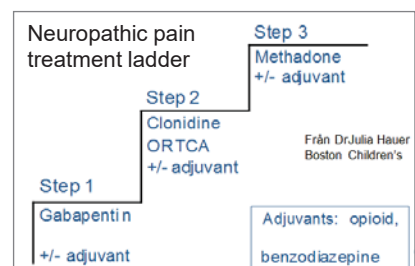 Neuropathic pain
treatment ladder
Step 3
Methadone
+/- adjuvant
Step 2
Clonidine
ORTCA
+/- adjuvant
Från DrJulia Hauer
Boston Children's
Step 1
Gabapentin
+/- adjuvant
Adjuvants: opioid,
benzodiazepine